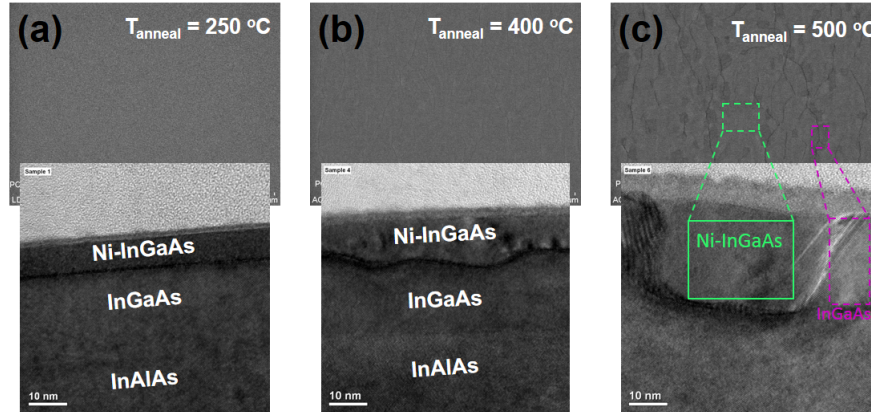 (a)
T_anneal = 250 °C
Sample 1
Ni-InGaAs
InGaAs
InAlAs
10 nm
(b)
T_anneal = 400 °C
Sample 4
Ni-InGaAs
InGaAs
InAlAs
10 nm
(c)
T_anneal = 500 °C
Sample 6
Ni-InGaAs
InGaAs
10 nm